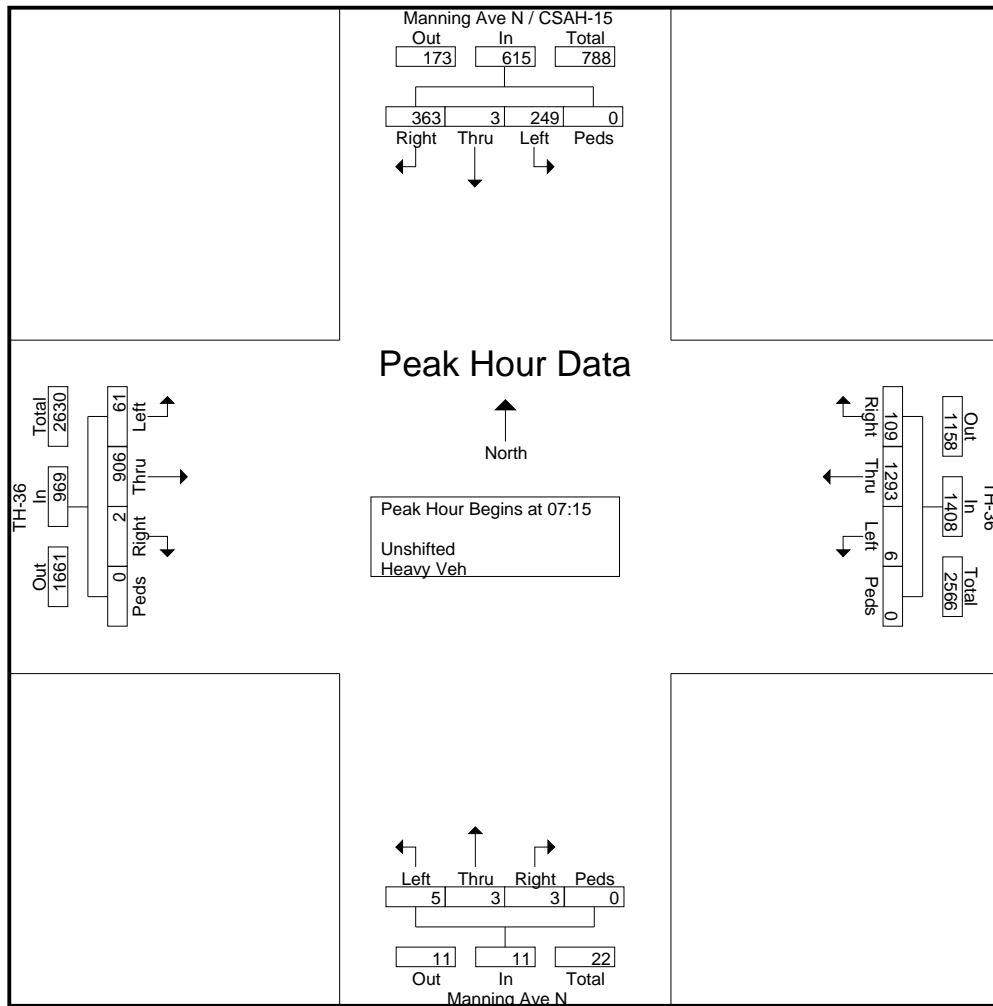 Manning Ave N / CSAH-15
Out In Total
173 615 788
363 3 249 0
Right Thru Left Peds
Peak Hour Data
North
Peak Hour Begins at 07:15
Unshifted
Heavy Veh
TH-36
Total In Out
2630 969 1661
61 906 2 0
Left Thru Right Peds
Right Thru Left Peds
109 1293 6 0
Out In Total
1158 1408 2566
TH-36
Left Thru Right Peds
5 3 3 0
11 11 22
Out In Total
Manning Ave N